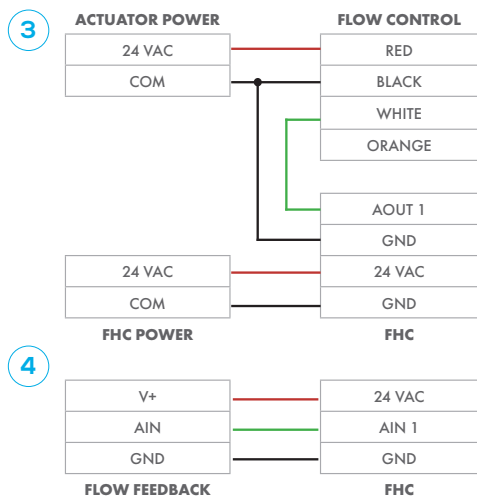 3
ACTUATOR POWER
FLOW CONTROL
24 VAC
RED
COM
BLACK
WHITE
ORANGE
AOUT 1
GND
24 VAC
24 VAC
COM
GND
FHC POWER
FHC
4
V+
24 VAC
AIN
AIN 1
GND
GND
FLOW FEEDBACK
FHC